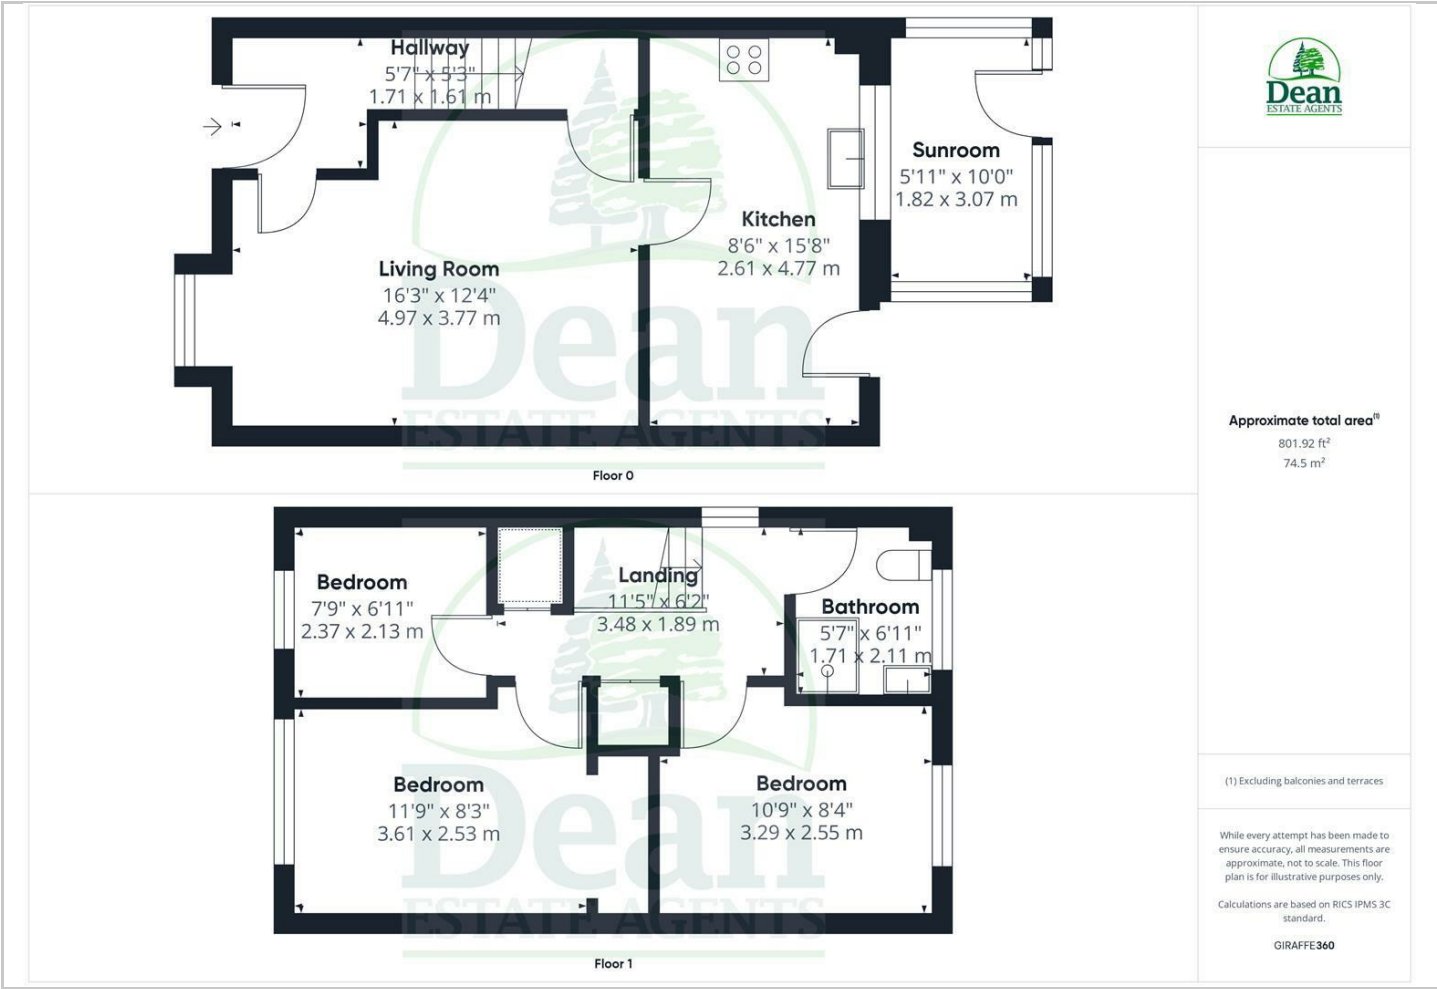 Hallway
5'7" x 5'3"
1.71 x 1.61 m
Living Room
16'3" x 12'4"
4.97 x 3.77 m
Kitchen
8'6" x 15'8"
2.61 x 4.77 m
Sunroom
5'11" x 10'0"
1.82 x 3.07 m
Dean
ESTATE AGENTS
Floor 0
Bedroom
7'9" x 6'11"
2.37 x 2.13 m
Landing
11'5" x 6'2"
3.48 x 1.89 m
Bathroom
5'7" x 6'11"
1.71 x 2.11 m
Bedroom
11'9" x 8'3"
3.61 x 2.53 m
Bedroom
10'9" x 8'4"
3.29 x 2.55 m
Dean
ESTATE AGENTS
Floor 1
Dean
ESTATE AGENTS
Approximate total area⁽¹⁾
801.92 ft²
74.5 m²
(1) Excluding balconies and terraces
While every attempt has been made to
ensure accuracy, all measurements are
approximate, not to scale. This floor
plan is for illustrative purposes only.
Calculations are based on RICS IPMS 3C
standard.
GIRAFFE360